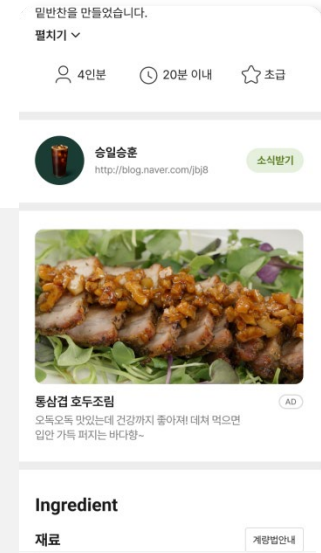 밑반찬을 만들었습니다.
펼치기
4인분 20분 이내 초급
승일승훈
http://blog.naver.com/jbj8
소식받기
통삼겹 호두조림
AD
오독오독 맛있는데 건강까지 좋아져! 데쳐 먹으면
입안 가득 퍼지는 바다향~
Ingredient
재료
계량법안내